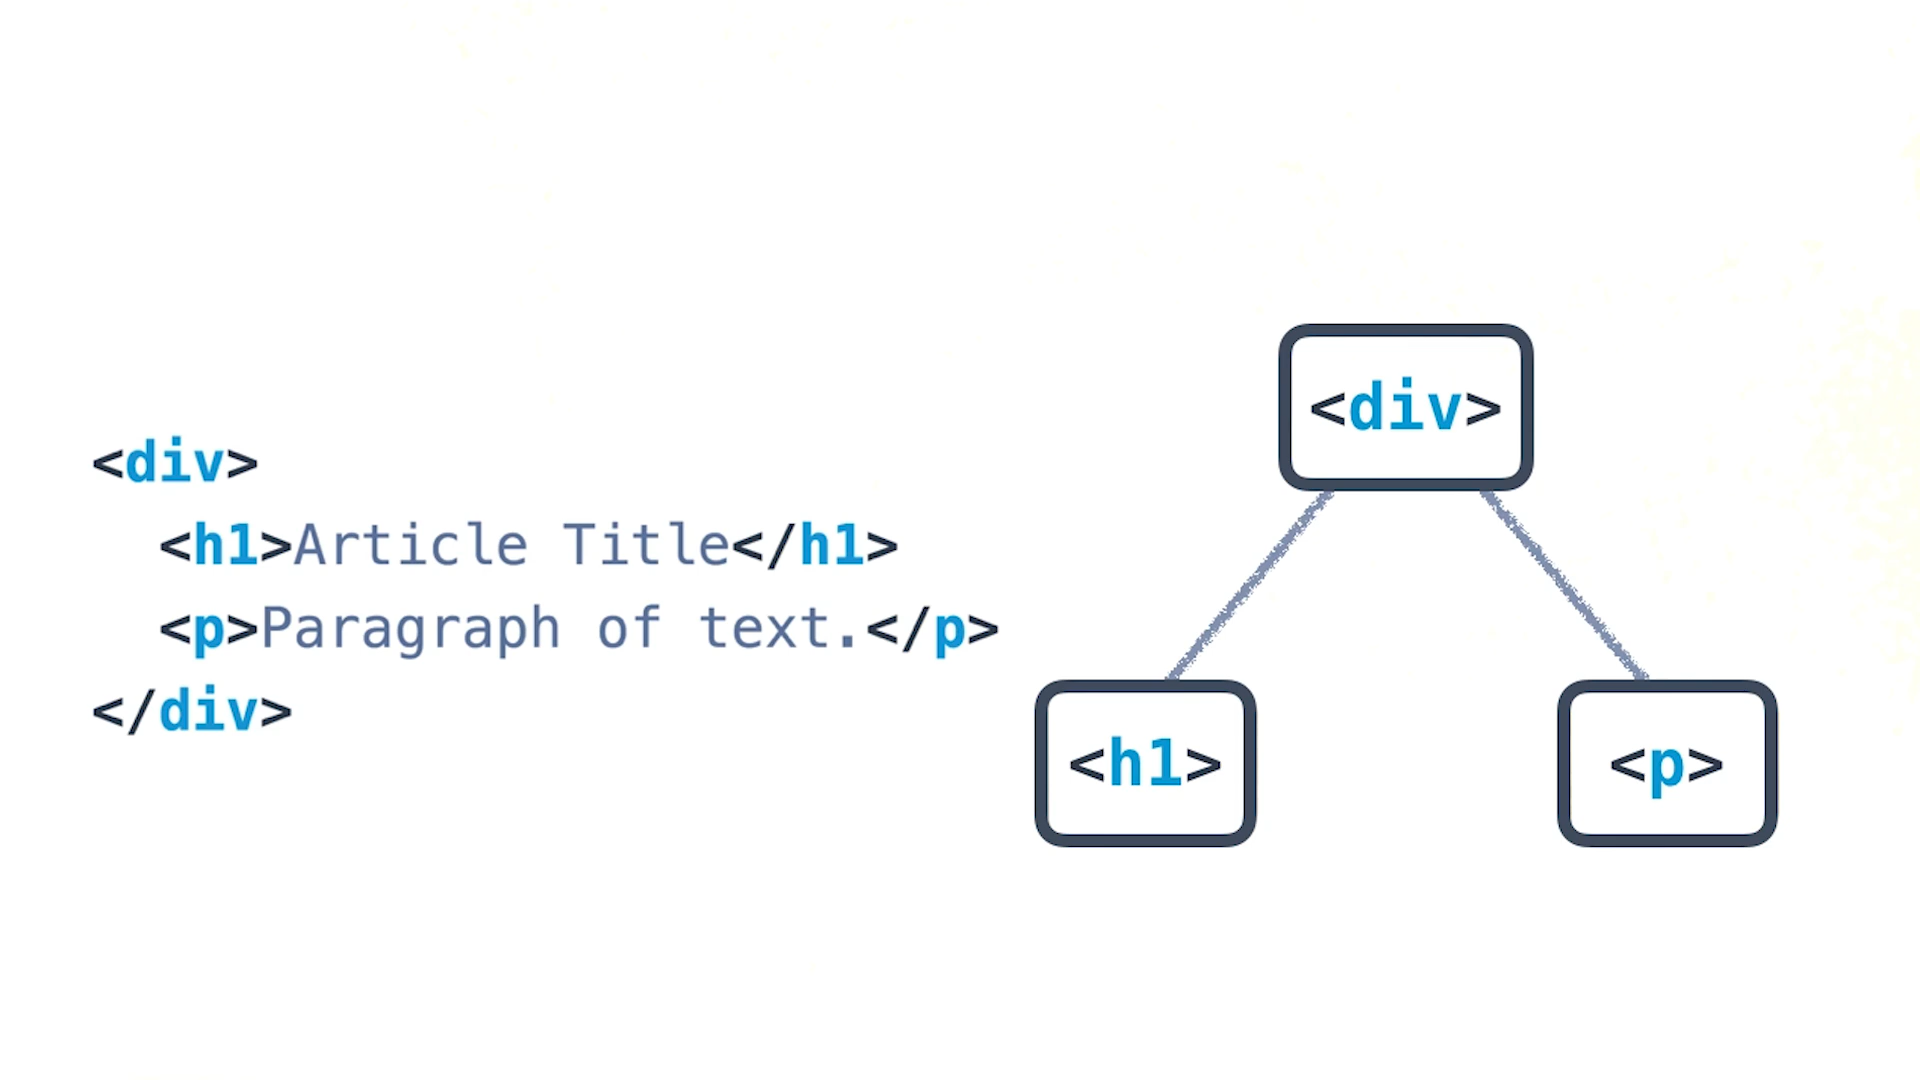 <div>
<h1>Article Title</h1>
<p>Paragraph of text.</p>
</div>
<div>
<h1>
<p>